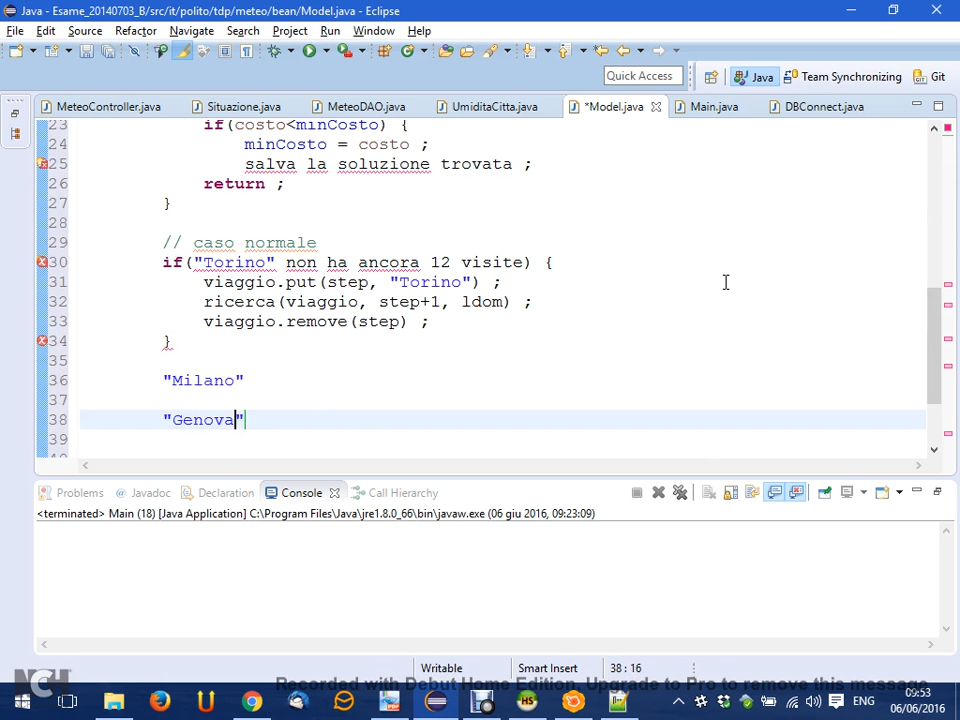 Java - Esame_20140703_B/src/it/polito/tdp/meteo/bean/Model.java - Eclipse
File Edit Source Refactor Navigate Search Project Run Window Help
Quick Access Java Team Synchronizing Git
MeteoController.java Situazione.java MeteoDAO.java UmiditaCitta.java *Model.java Main.java DBConnect.java
23 if(costo<minCosto) {
24 minCosto = costo ;
25 salva la soluzione trovata ;
26 return ;
27 }
28
29 // caso normale
30 if("Torino" non ha ancora 12 visite) {
31 viaggio.put(step, "Torino") ;
32 ricerca(viaggio, step+1, ldom) ;
33 viaggio.remove(step) ;
34 }
35
36 "Milano"
37
38 "Genova"
39
Problems Javadoc Declaration Console Call Hierarchy
<terminated> Main (18) [Java Application] C:\Program Files\Java\jre1.8.0_66\bin\javaw.exe (06 giu 2016, 09:23:09)
Writable Smart Insert 38 : 16
NCH
Recorded with Debut Home Edition. Upgrade to Pro to remove this message
ENG 09:53
06/06/2016